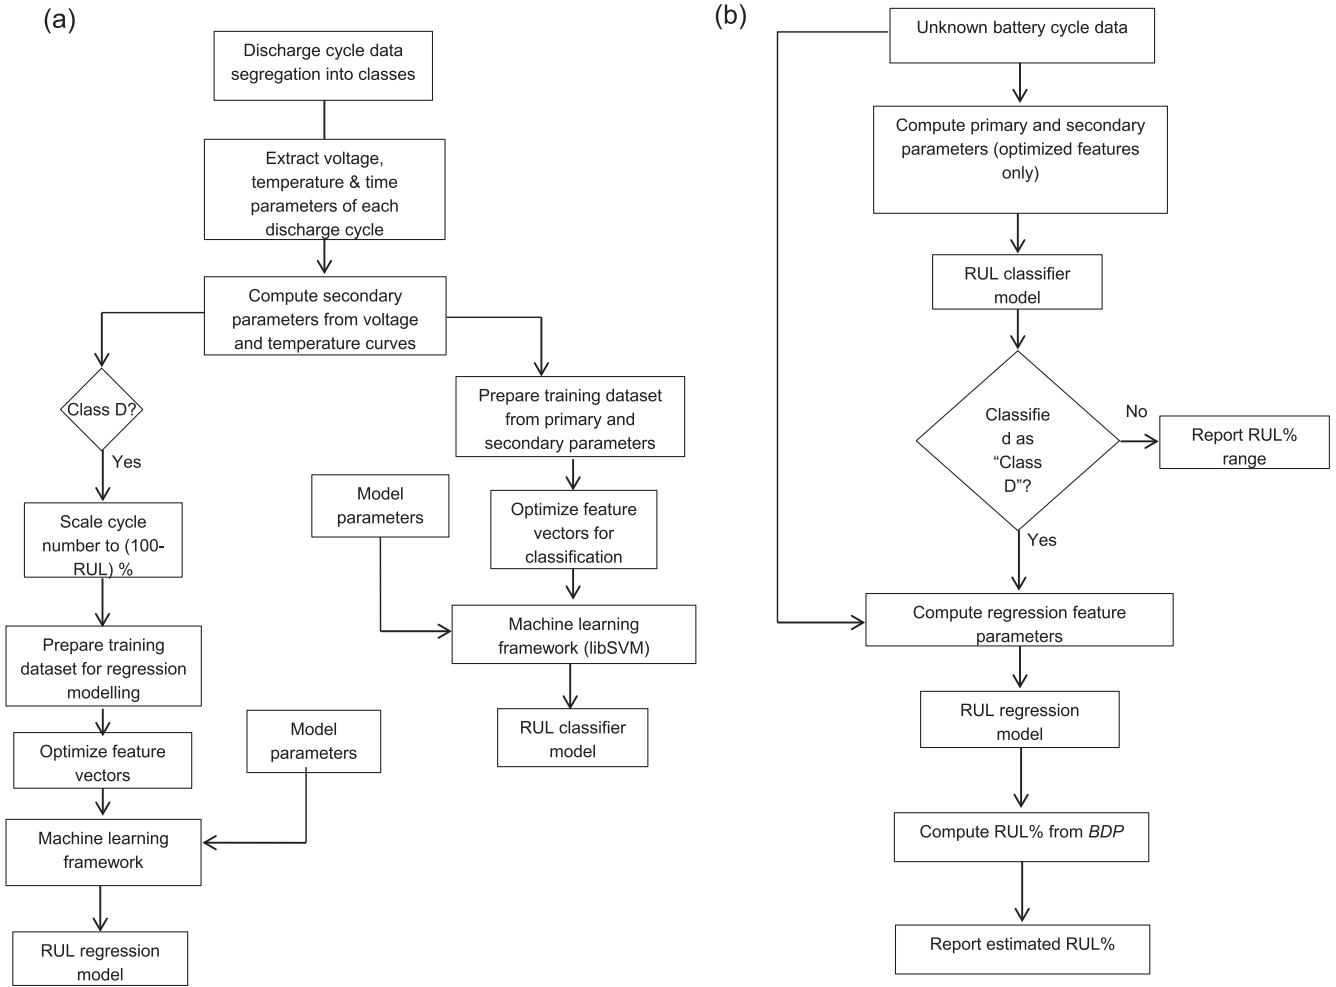 (a)
Discharge cycle data
segregation into classes
Extract voltage,
temperature & time
parameters of each
discharge cycle
Compute secondary
parameters from voltage
and temperature curves
Class D?
Yes
Scale cycle
number to (100-
RUL) %
Prepare training
dataset for regression
modelling
Optimize feature
vectors
Machine learning
framework
RUL regression
model
Model
parameters
Prepare training dataset
from primary and
secondary parameters
Model
parameters
Optimize feature
vectors for
classification
Machine learning
framework (libSVM)
RUL classifier
model
(b)
Unknown battery cycle data
Compute primary and secondary
parameters (optimized features
only)
RUL classifier
model
Classifie
d as
“Class
D”?
No
Report RUL%
range
Yes
Compute regression feature
parameters
RUL regression
model
Compute RUL% from BDP
Report estimated RUL%